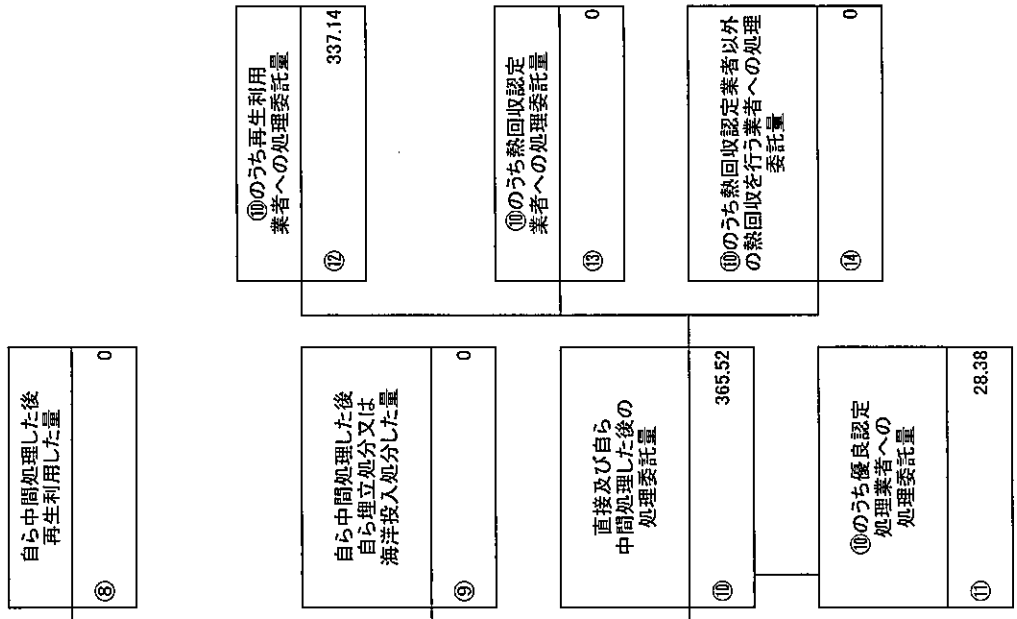 自ら中間処理した後
再生利用した量
⑧
0
自ら中間処理した後
自ら埋立処分又は
海洋投入処分した量
⑨
0
直接及び自ら
中間処理した後の
処理委託量
⑩
365.52
⑩のうち優良認定
処理業者への
処理委託量
⑪
28.38
⑩のうち再生利用
業者への処理委託量
⑫
337.14
⑩のうち熱回収認定
業者への処理委託量
⑬
0
⑩のうち熱回収認定業者以外
の熱回収を行う業者への処理
委託量
⑭
0